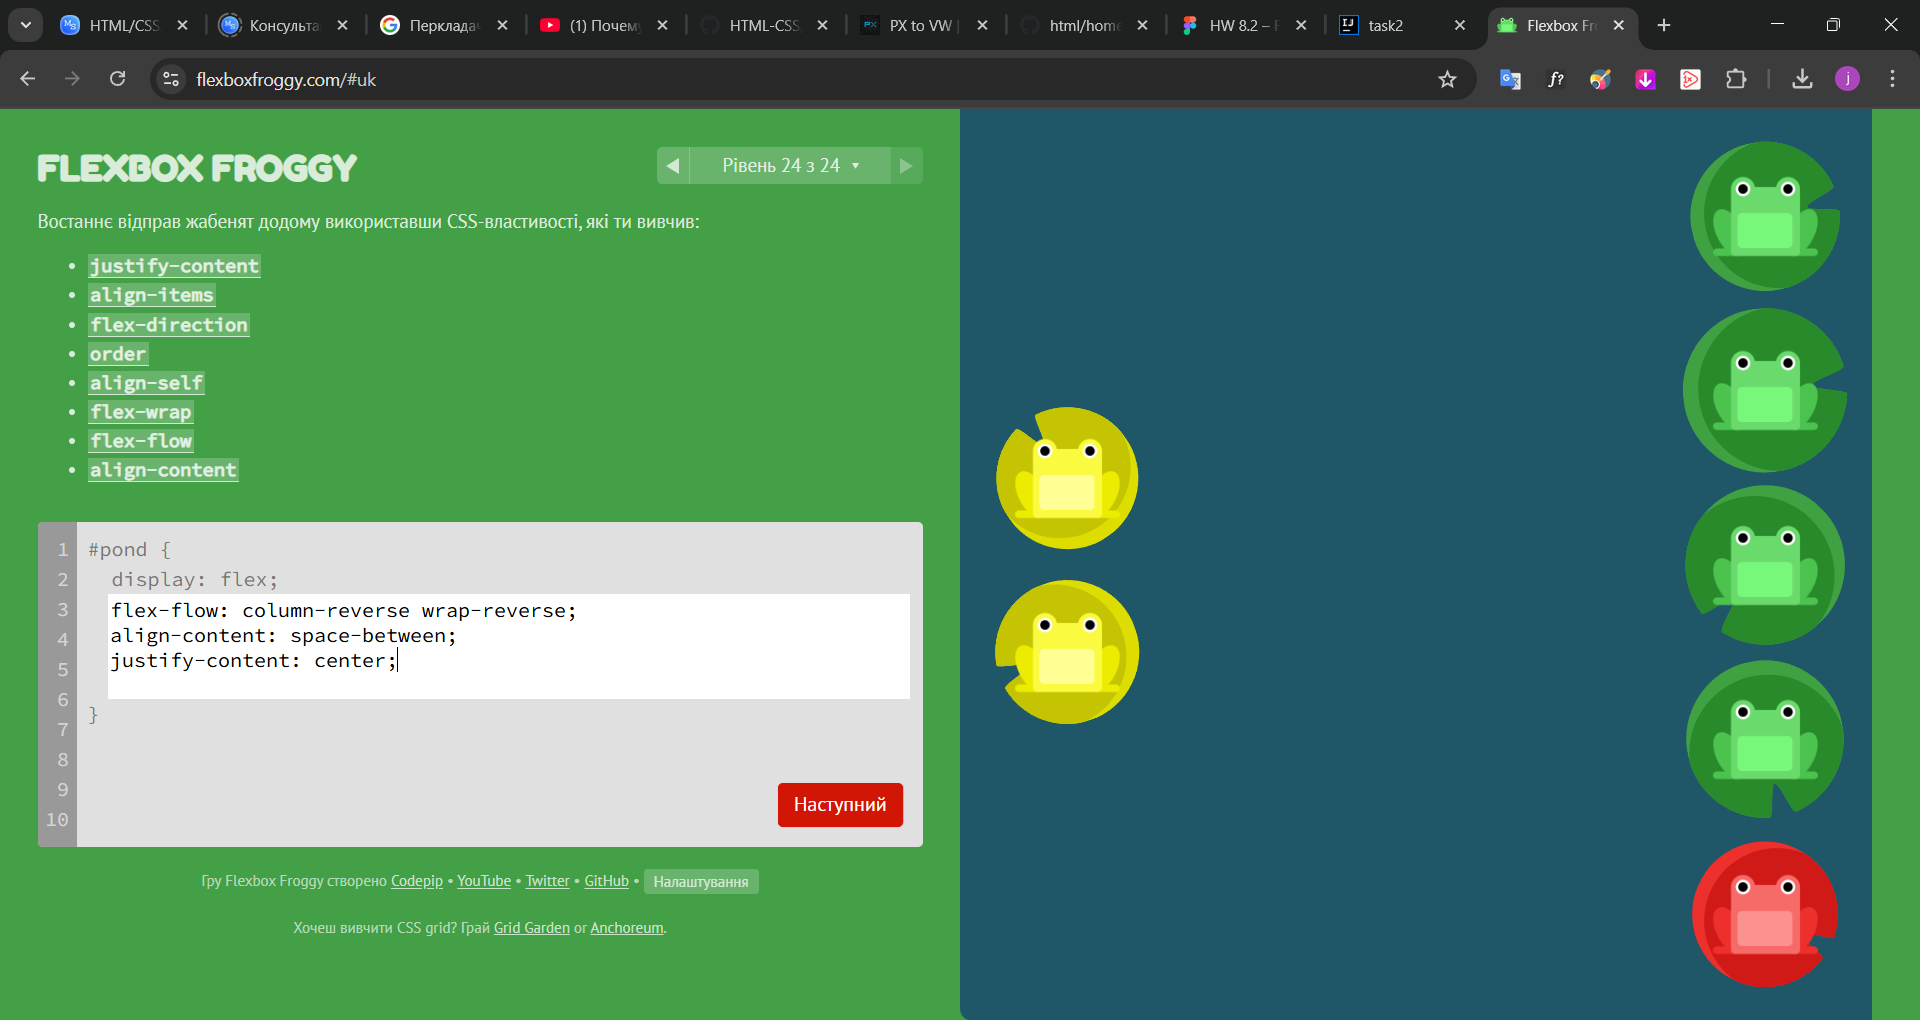 HTML/CSS
Консульта
Переклада
(1) Почему
HTML-CSS
PX to VW |
html/home
HW 8.2 – F
task2
Flexbox Fr
flexboxfroggy.com/#uk
FLEXBOX FROGGY
Рівень 24 з 24
Востаннє відправ жабенят додому використавши CSS-властивості, які ти вивчив:
justify-content
align-items
flex-direction
order
align-self
flex-wrap
flex-flow
align-content
1 #pond {
2 display: flex;
3 flex-flow: column-reverse wrap-reverse;
4 align-content: space-between;
5 justify-content: center;
6 }
7
8
9
10
Наступний
Гру Flexbox Froggy створено Codepip • YouTube • Twitter • GitHub • Налаштування
Хочеш вивчити CSS grid? Грай Grid Garden or Anchoreum.